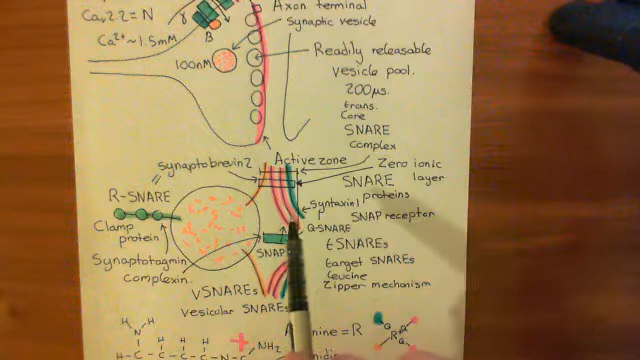 Caᵥ2.2 = N
Ca²⁺ ~ 1.5mM
γ
β
100nM
Axon terminal
Synaptic vesicle
Readily releasable
vesicle pool.
200μs.
trans.
Core
SNARE
Complex
Synaptobrevin2
Active zone
Zero ionic
layer
R-SNARE
Clamp
protein
Synaptotagmin
Complexin.
SNARE
proteins
Syntaxin1
SNAP receptor
Q-SNARE
SNAP
tSNAREs
target SNAREs
leucine
Zipper mechanism
vSNAREs
vesicular SNAREs
H H
N
H H H H +
H-C-C-C-C-N-C
NH₂
=R
Q Q
R
Q